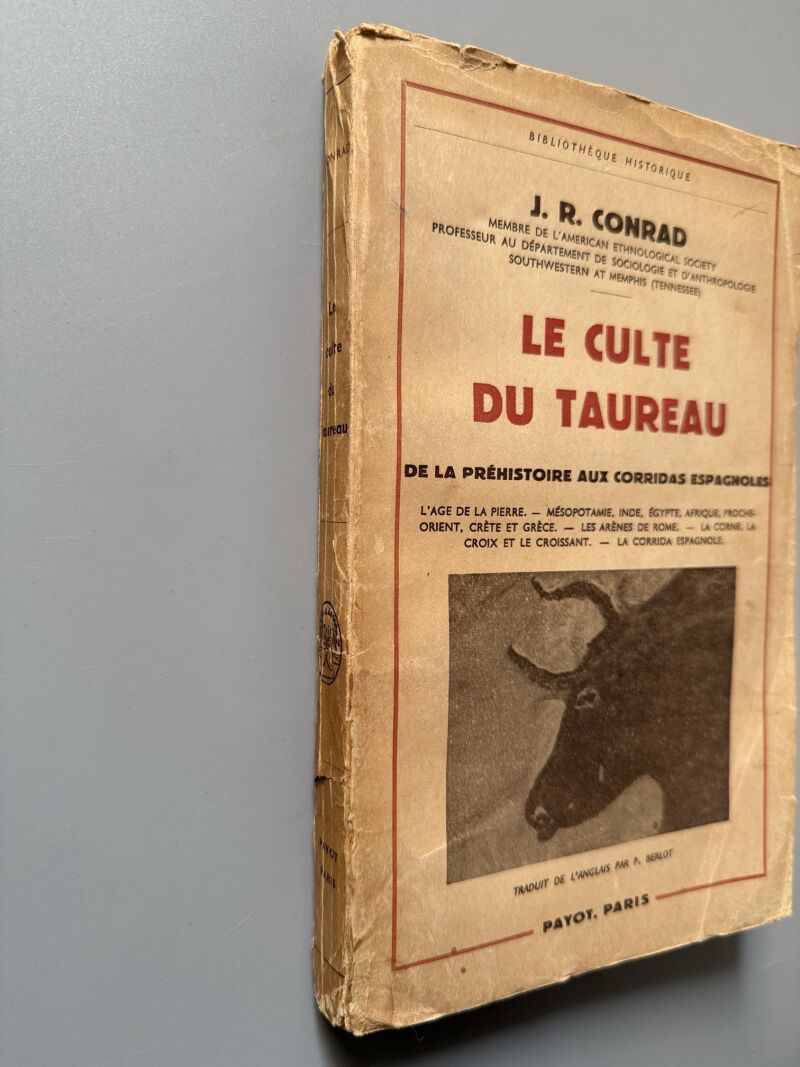 BIBLIOTHÈQUE HISTORIQUE
J. R. CONRAD
MEMBRE DE L'AMERICAN ETHNOLOGICAL SOCIETY
PROFESSEUR AU DÉPARTEMENT DE SOCIOLOGIE ET D'ANTHROPOLOGIE
SOUTHWESTERN AT MEMPHIS (TENNESSEE)
LE CULTE
DU TAUREAU
DE LA PRÉHISTOIRE AUX CORRIDAS ESPAGNOLES
L'AGE DE LA PIERRE. — MÉSOPOTAMIE, INDE, ÉGYPTE, AFRIQUE, PROCHE-
ORIENT, CRÈTE ET GRÈCE. — LES ARÈNES DE ROME. — LA CORNE, LA
CROIX ET LE CROISSANT. — LA CORRIDA ESPAGNOLE.
TRADUIT DE L'ANGLAIS PAR P. BERLOT
PAYOT, PARIS
ONRAD
Le
culte
du
aureau
PAYOT
PARIS